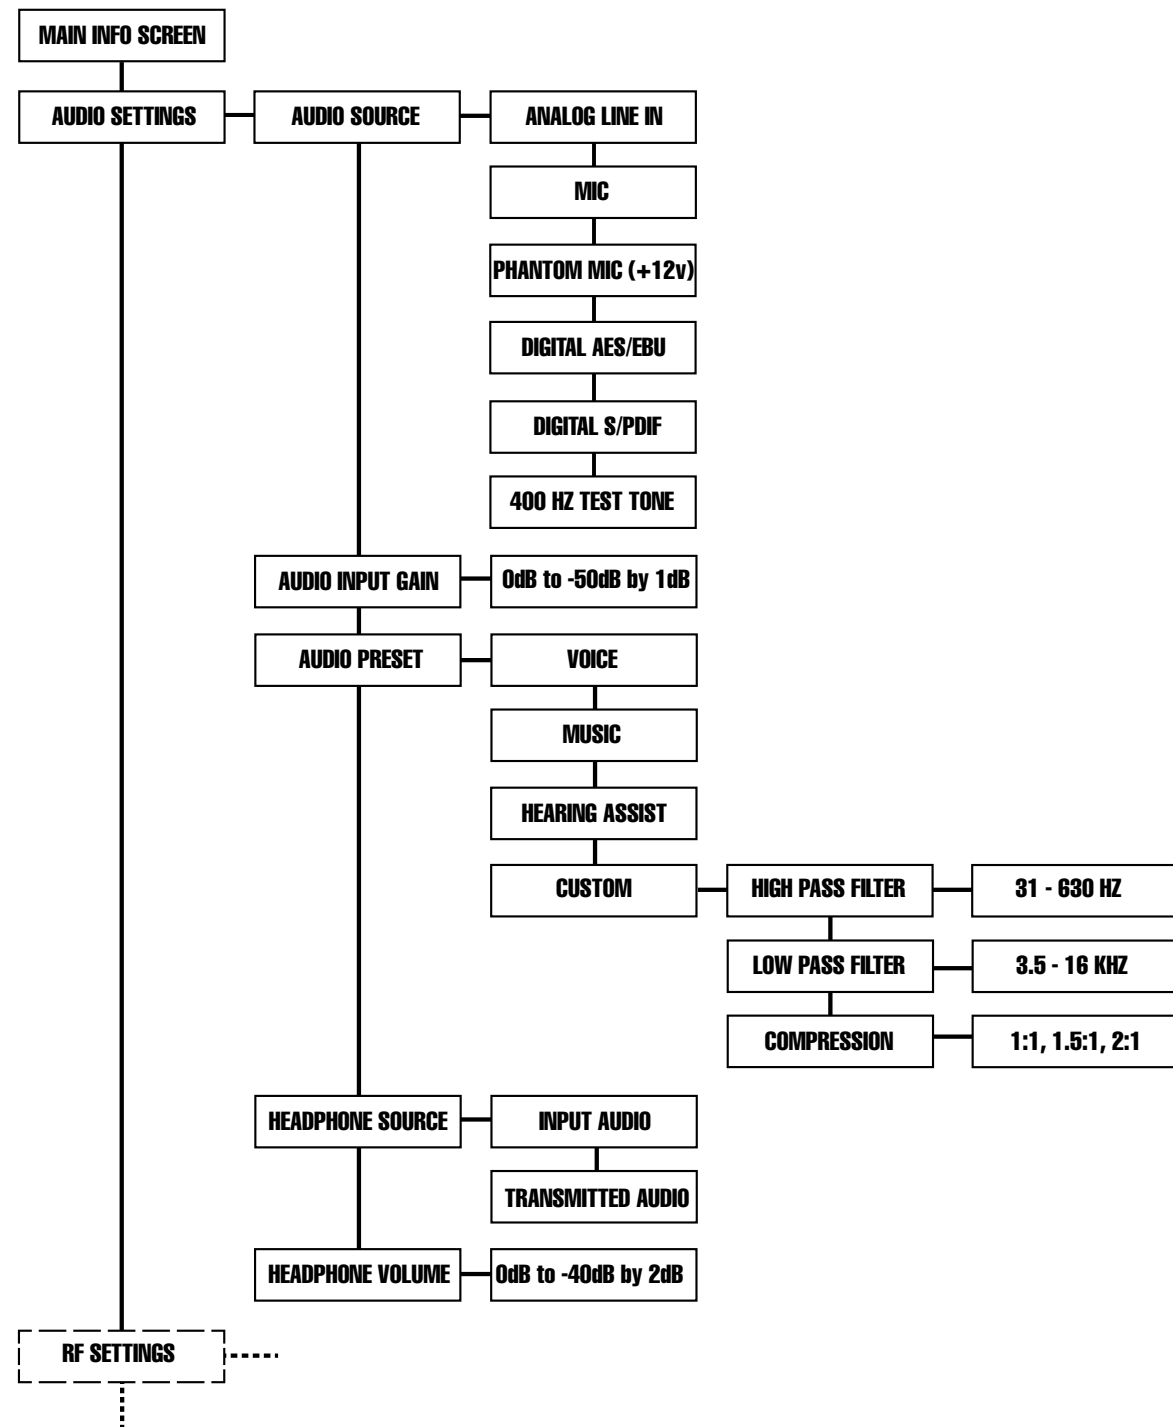 MAIN INFO SCREEN
AUDIO SETTINGS
AUDIO SOURCE
ANALOG LINE IN
MIC
PHANTOM MIC (+12v)
DIGITAL AES/EBU
DIGITAL S/PDIF
400 HZ TEST TONE
AUDIO INPUT GAIN
0dB to -50dB by 1dB
AUDIO PRESET
VOICE
MUSIC
HEARING ASSIST
CUSTOM
HIGH PASS FILTER
31 - 630 HZ
LOW PASS FILTER
3.5 - 16 KHZ
COMPRESSION
1:1, 1.5:1, 2:1
HEADPHONE SOURCE
INPUT AUDIO
TRANSMITTED AUDIO
HEADPHONE VOLUME
0dB to -40dB by 2dB
RF SETTINGS